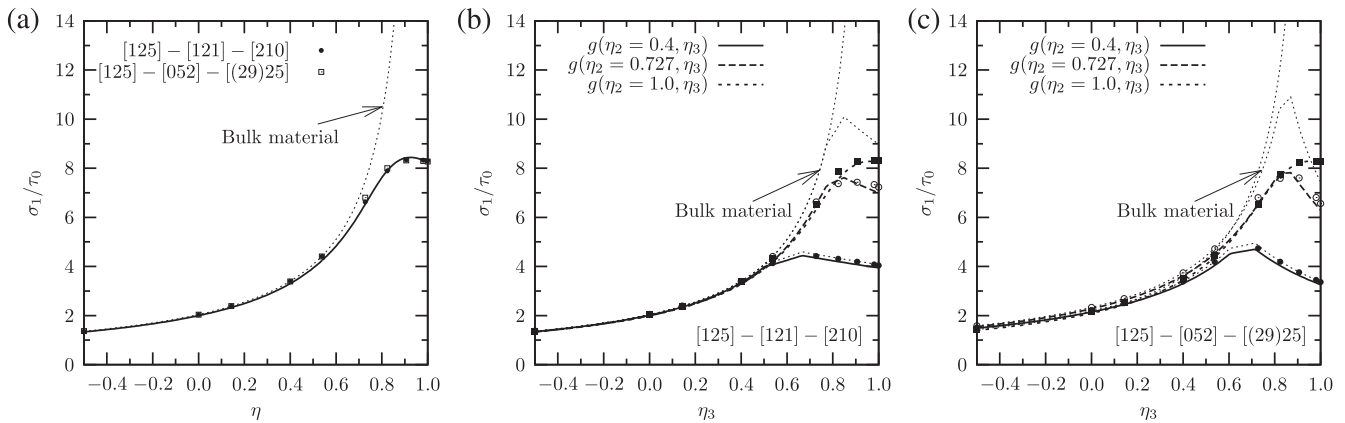 (a)
14
12
10
8
6
4
2
0
σ₁/τ₀
[125] − [121] − [210]
[125] − [052] − [(29)25]
Bulk material
−0.4 −0.2 0.0 0.2 0.4 0.6 0.8 1.0
η
(b)
14
12
10
8
6
4
2
0
σ₁/τ₀
g(η₂ = 0.4, η₃)
g(η₂ = 0.727, η₃)
g(η₂ = 1.0, η₃)
Bulk material
[125] − [121] − [210]
−0.4 −0.2 0.0 0.2 0.4 0.6 0.8 1.0
η₃
(c)
14
12
10
8
6
4
2
0
σ₁/τ₀
g(η₂ = 0.4, η₃)
g(η₂ = 0.727, η₃)
g(η₂ = 1.0, η₃)
Bulk material
[125] − [052] − [(29)25]
−0.4 −0.2 0.0 0.2 0.4 0.6 0.8 1.0
η₃